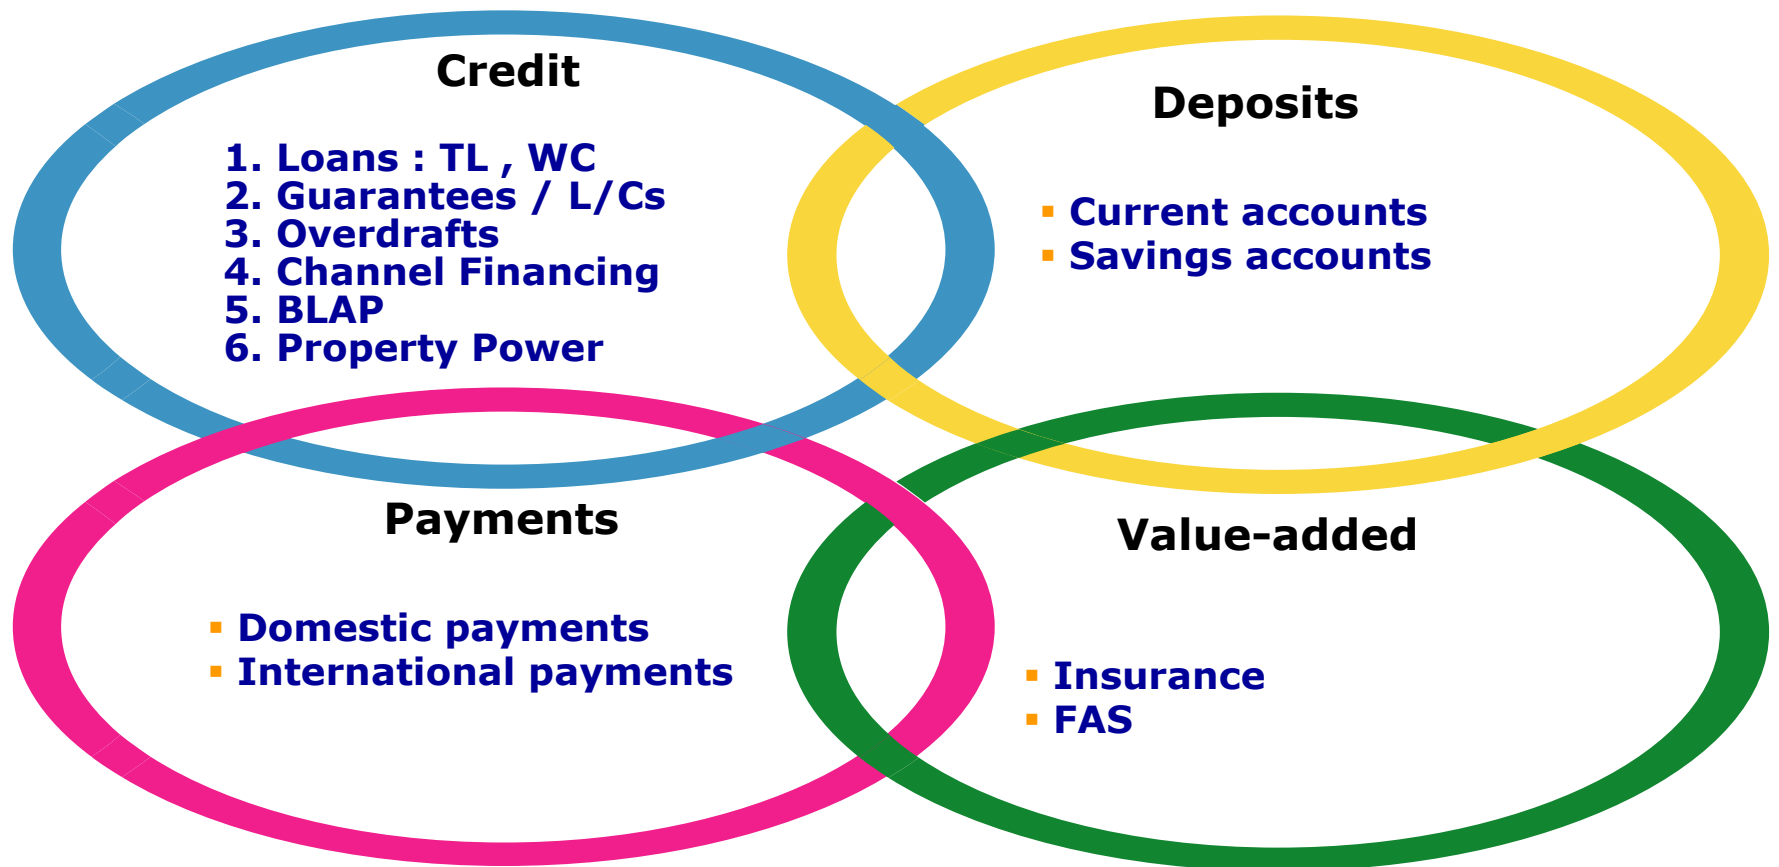 Credit
1. Loans : TL , WC
2. Guarantees / L/Cs
3. Overdrafts
4. Channel Financing
5. BLAP
6. Property Power
Deposits
▪ Current accounts
▪ Savings accounts
Payments
▪ Domestic payments
▪ International payments
Value-added
▪ Insurance
▪ FAS